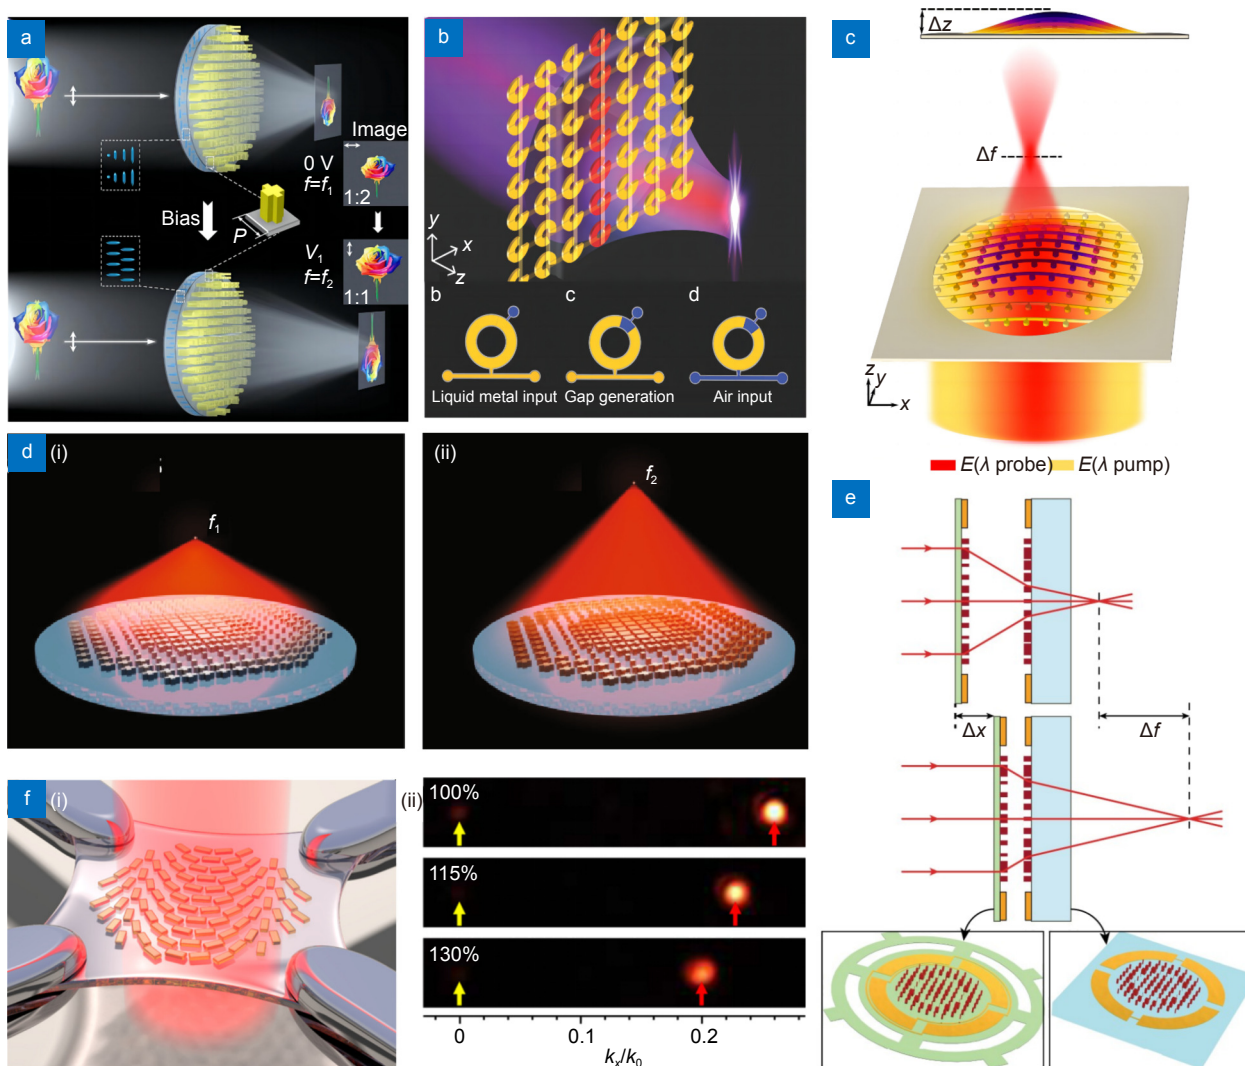 a
Image
0 V
f=f1
1:2
Bias
P
V1
f=f2
1:1
b
y
x
z
b
c
d
Liquid metal input
Gap generation
Air input
c
Δz
Δf
z
y
x
E(λ probe)
E(λ pump)
d
(i)
f1
(ii)
f2
e
Δx
Δf
f
(i)
(ii)
100%
115%
130%
0
0.1
0.2
kx/k0